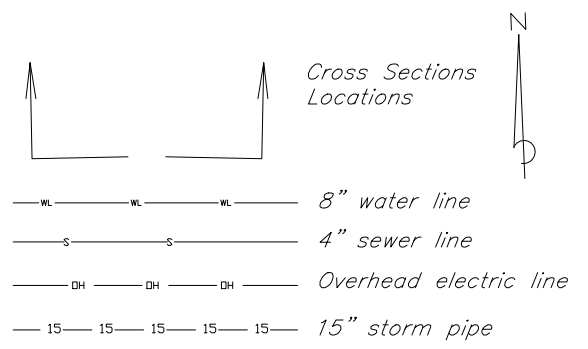 N
Cross Sections
Locations
WL WL WL 8” water line
S S 4” sewer line
OH OH OH Overhead electric line
15 15 15 15 15 15” storm pipe